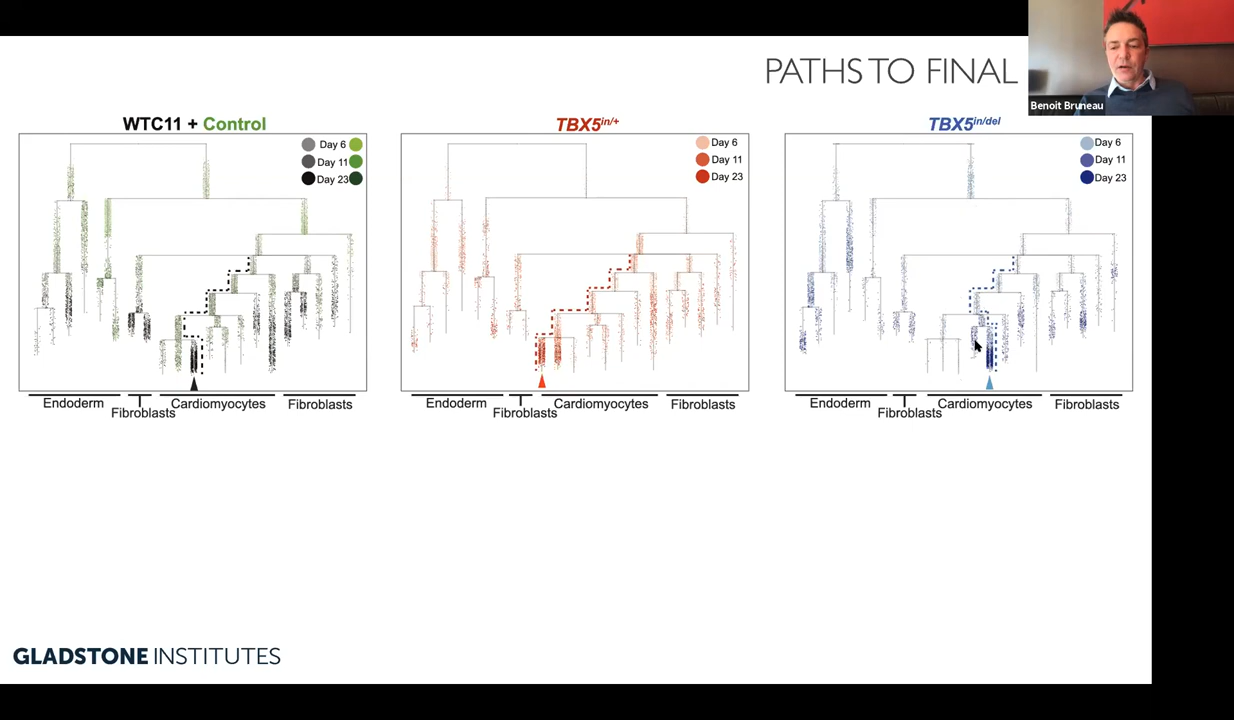 PATHS TO FINAL
Benoit Bruneau
WTC11 + Control
Day 6
Day 11
Day 23
Endoderm
Fibroblasts
Cardiomyocytes
Fibroblasts
TBX5in/+
Day 6
Day 11
Day 23
Endoderm
Fibroblasts
Cardiomyocytes
Fibroblasts
TBX5in/del
Day 6
Day 11
Day 23
Endoderm
Fibroblasts
Cardiomyocytes
Fibroblasts
GLADSTONE INSTITUTES